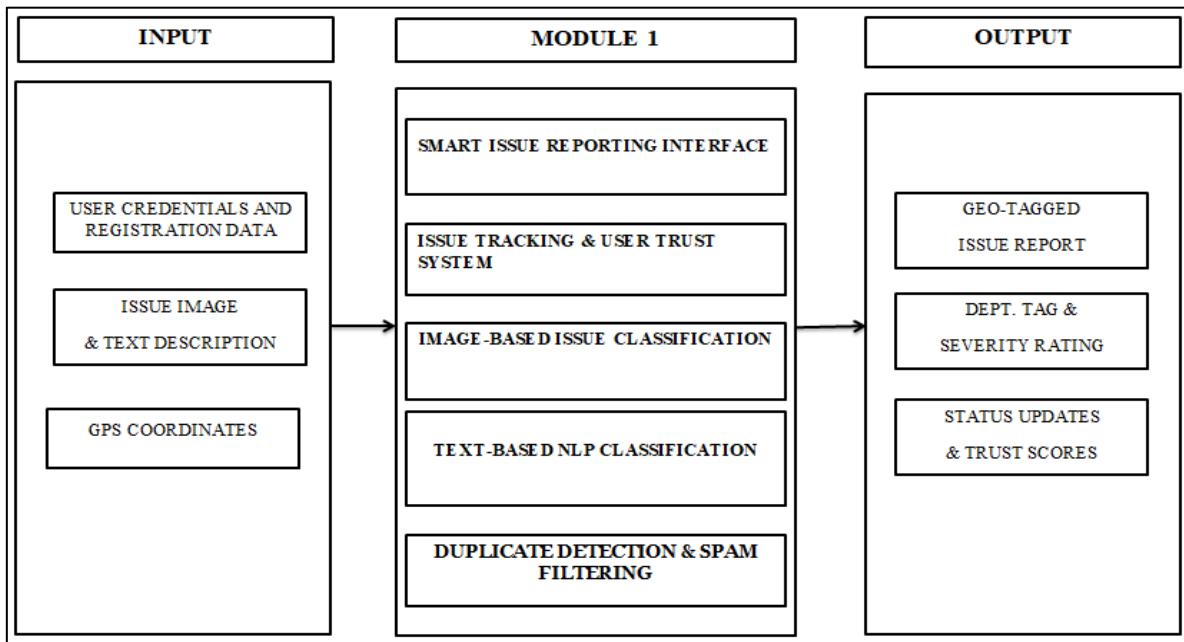 INPUT
USER CREDENTIALS AND
REGISTRATION DATA
ISSUE IMAGE
& TEXT DESCRIPTION
GPS COORDINATES
MODULE 1
SMART ISSUE REPORTING INTERFACE
ISSUE TRACKING & USER TRUST
SYSTEM
IMAGE-BASED ISSUE CLASSIFICATION
TEXT-BASED NLP CLASSIFICATION
DUPLICATE DETECTION & SPAM
FILTERING
OUTPUT
GEO-TAGGED
ISSUE REPORT
DEPT. TAG &
SEVERITY RATING
STATUS UPDATES
& TRUST SCORES